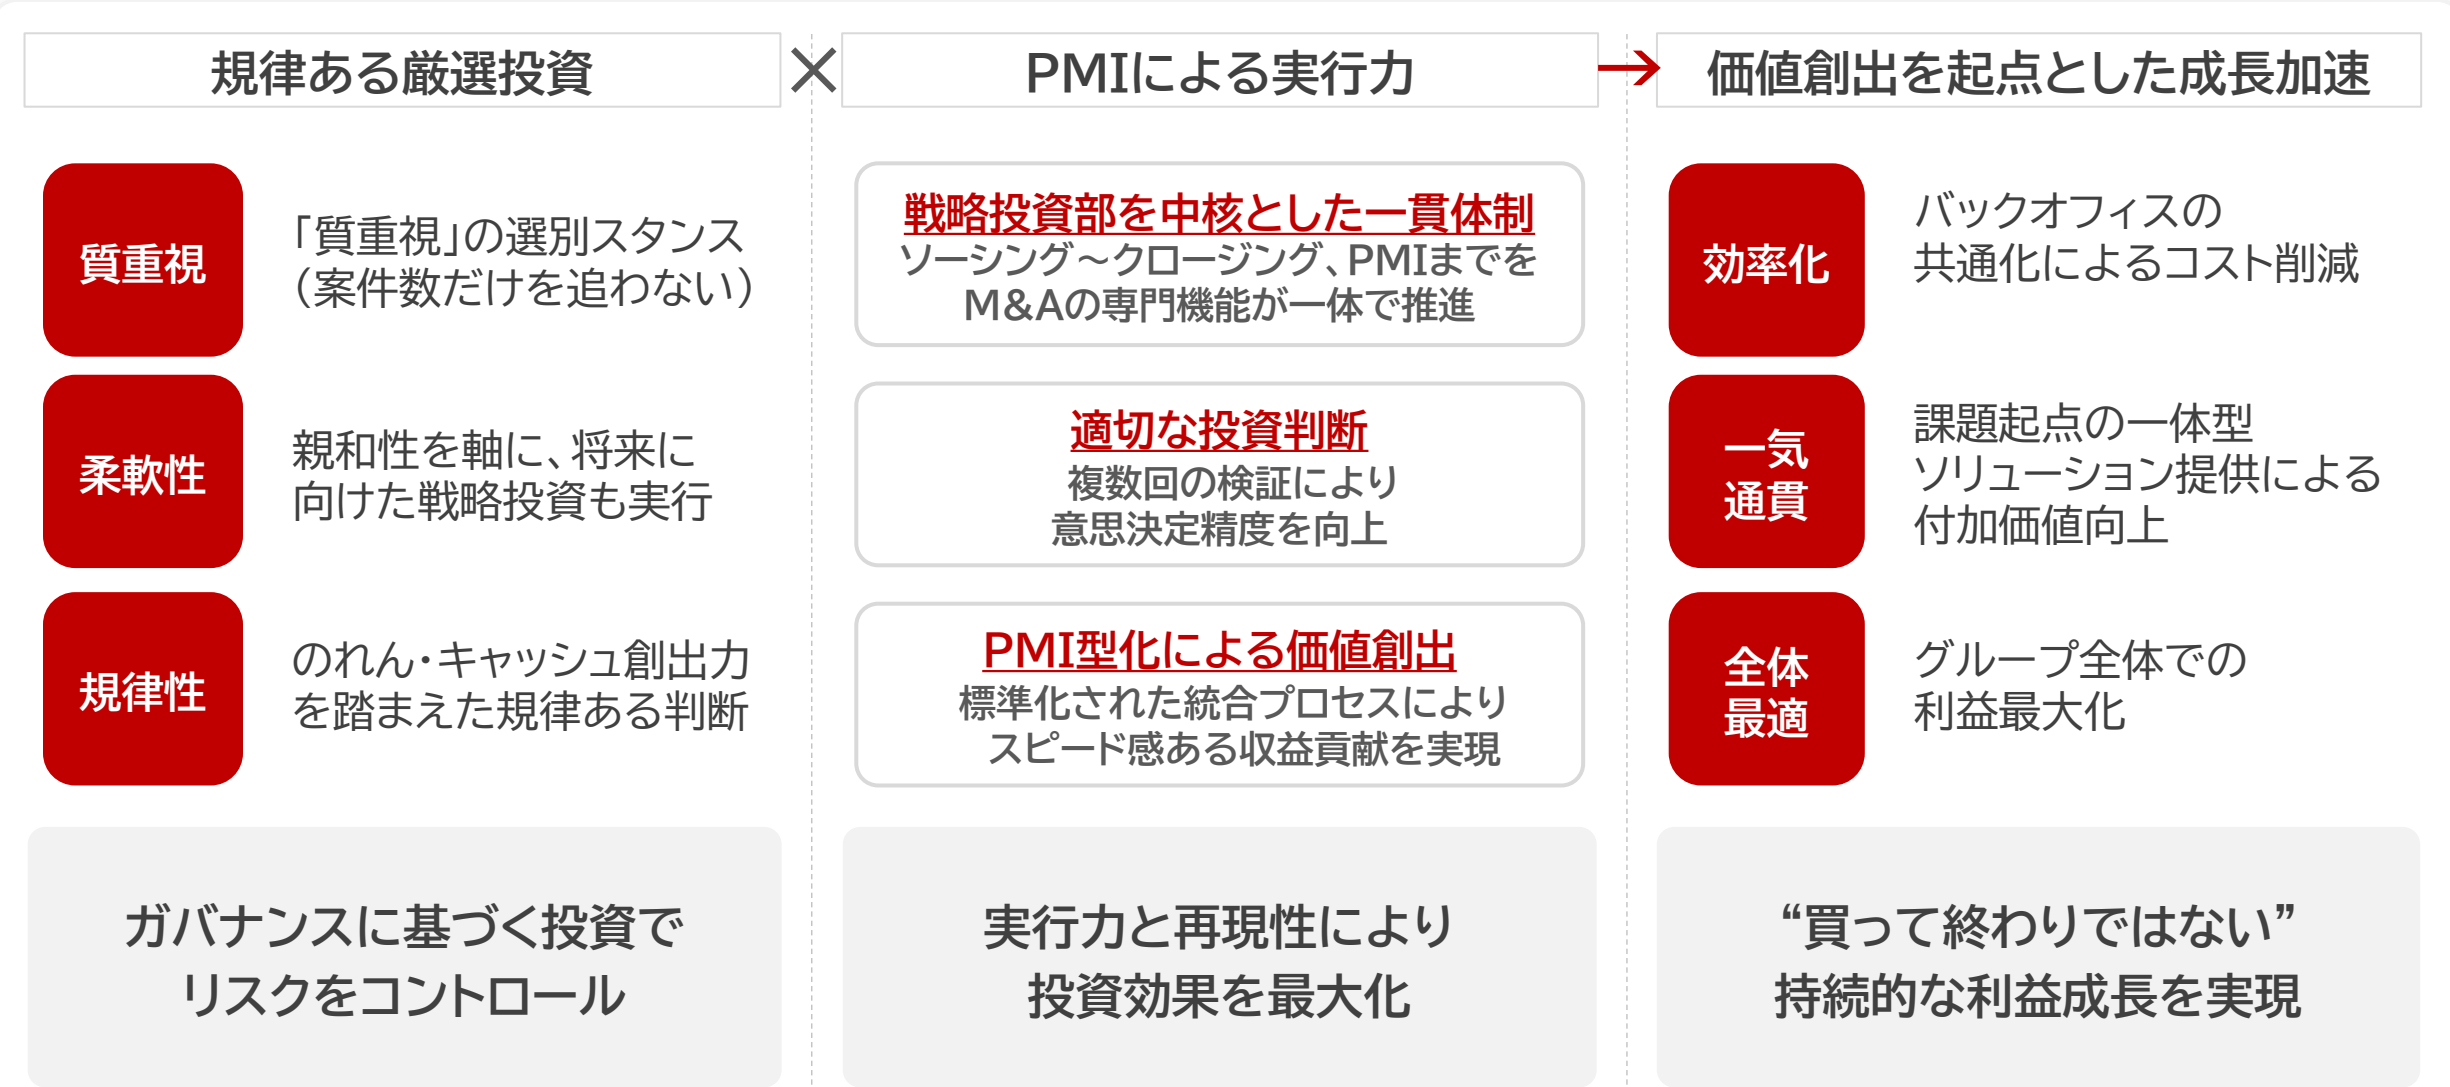 規律ある厳選投資
×
PMIによる実行力
→
価値創出を起点とした成長加速
質重視
「質重視」の選別スタンス
（案件数だけを追わない）
柔軟性
親和性を軸に、将来に
向けた戦略投資も実行
規律性
のれん・キャッシュ創出力
を踏まえた規律ある判断
ガバナンスに基づく投資で
リスクをコントロール
戦略投資部を中核とした一貫体制
ソーシング～クロージング、PMIまでを
M&Aの専門機能が一体で推進
適切な投資判断
複数回の検証により
意思決定精度を向上
PMI型化による価値創出
標準化された統合プロセスにより
スピード感ある収益貢献を実現
実行力と再現性により
投資効果を最大化
効率化
バックオフィスの
共通化によるコスト削減
一気
通貫
課題起点の一体型
ソリューション提供による
付加価値向上
全体
最適
グループ全体での
利益最大化
“買って終わりではない”
持続的な利益成長を実現